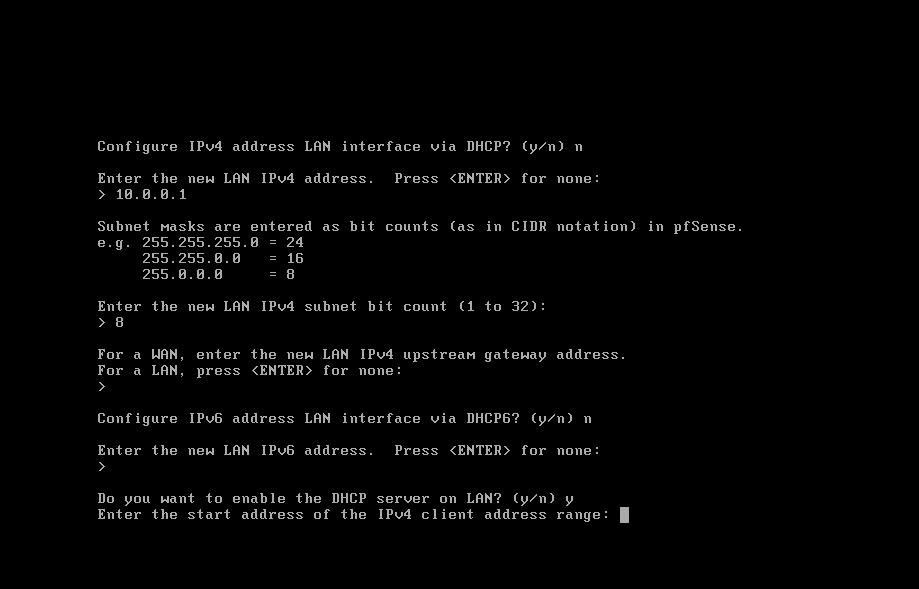 Configure IPv4 address LAN interface via DHCP? (y/n) n
Enter the new LAN IPv4 address.  Press <ENTER> for none:
> 10.0.0.1
Subnet masks are entered as bit counts (as in CIDR notation) in pfSense.
e.g. 255.255.255.0 = 24
     255.255.0.0   = 16
     255.0.0.0     = 8
Enter the new LAN IPv4 subnet bit count (1 to 32):
> 8
For a WAN, enter the new LAN IPv4 upstream gateway address.
For a LAN, press <ENTER> for none:
>
Configure IPv6 address LAN interface via DHCP6? (y/n) n
Enter the new LAN IPv6 address.  Press <ENTER> for none:
>
Do you want to enable the DHCP server on LAN? (y/n) y
Enter the start address of the IPv4 client address range: